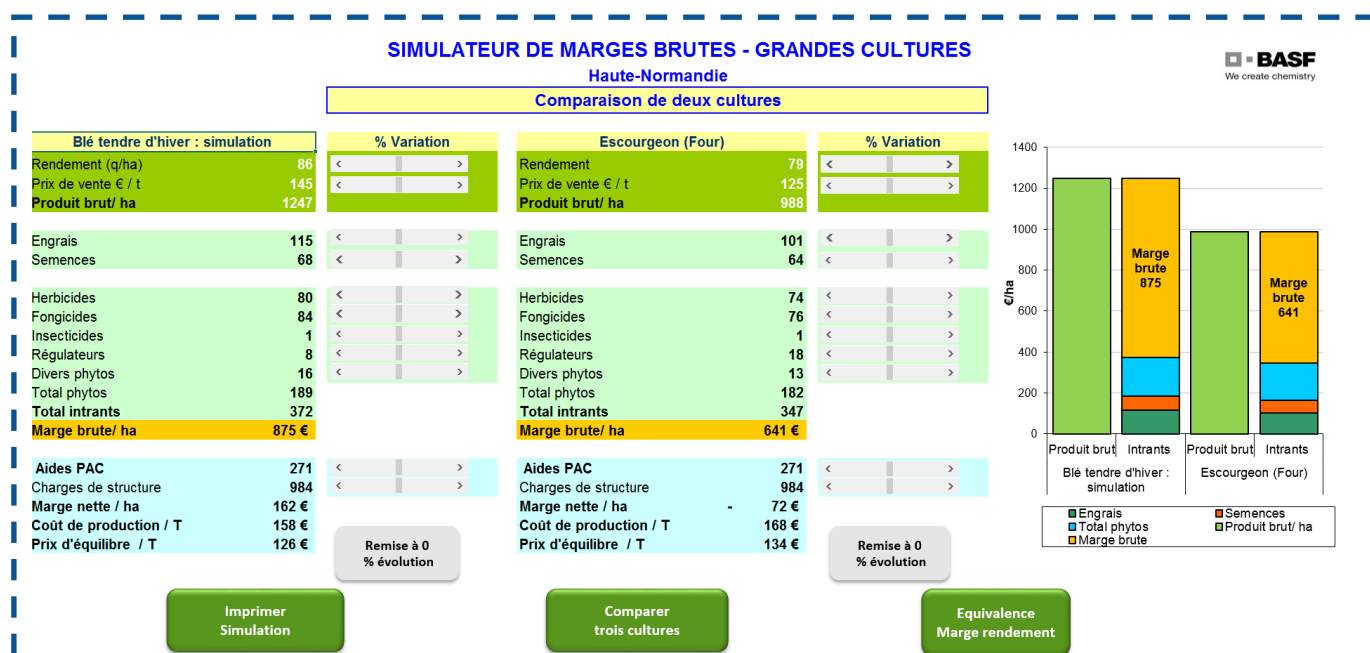 SIMULATEUR DE MARGES BRUTES - GRANDES CULTURES
Haute-Normandie
BASF
We create chemistry
Comparaison de deux cultures
Blé tendre d'hiver : simulation % Variation Escourgeon (Four) % Variation
Rendement (q/ha) 86 Rendement 79
Prix de vente € / t 145 Prix de vente € / t 125
Produit brut/ ha 1247 Produit brut/ ha 988
Engrais 115 Engrais 101
Semences 68 Semences 64
Herbicides 80 Herbicides 74
Fongicides 84 Fongicides 76
Insecticides 1 Insecticides 1
Régulateurs 8 Régulateurs 18
Divers phytos 16 Divers phytos 13
Total phytos 189 Total phytos 182
Total intrants 372 Total intrants 347
Marge brute/ ha 875 € Marge brute/ ha 641 €
Aides PAC 271 Aides PAC 271
Charges de structure 984 Charges de structure 984
Marge nette / ha 162 € Marge nette / ha - 72 €
Coût de production / T 158 € Coût de production / T 168 €
Prix d'équilibre / T 126 € Prix d'équilibre / T 134 €
Remise à 0
% évolution
Remise à 0
% évolution
Imprimer
Simulation
Comparer
trois cultures
Equivalence
Marge rendement
€/ha
1400
1200
1000
800
600
400
200
0
Marge
brute
875
Marge
brute
641
Produit brut Intrants Produit brut Intrants
Blé tendre d'hiver :
simulation
Escourgeon (Four)
Engrais Semences
Total phytos Produit brut/ ha
Marge brute